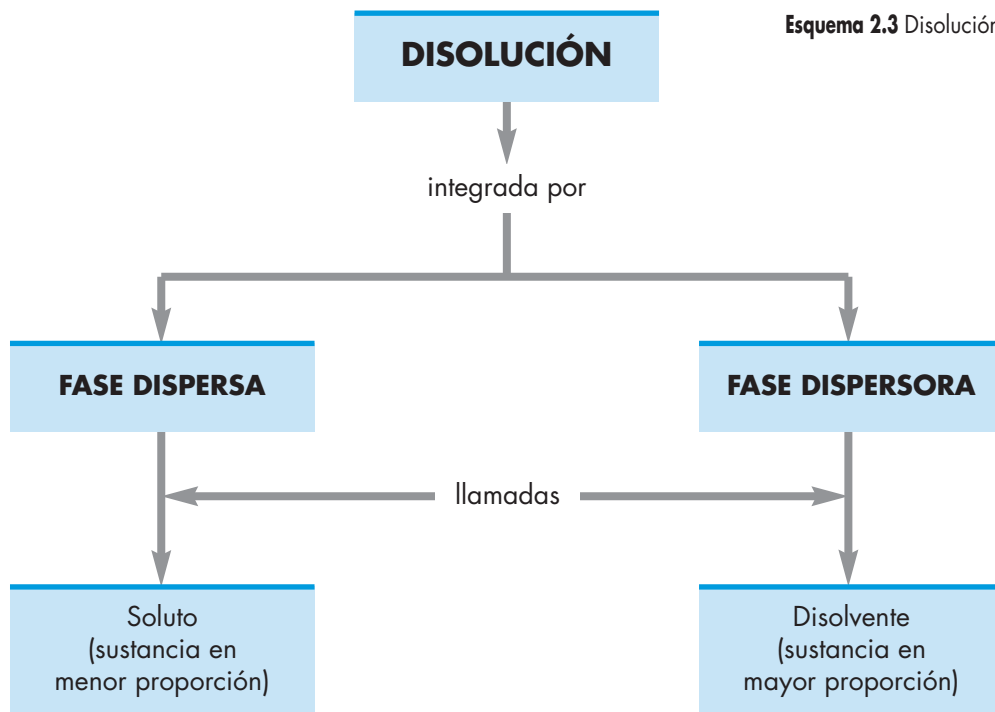 Esquema 2.3 Disolución
DISOLUCIÓN
integrada por
FASE DISPERSA
FASE DISPERSORA
llamadas
Soluto
(sustancia en
menor proporción)
Disolvente
(sustancia en
mayor proporción)